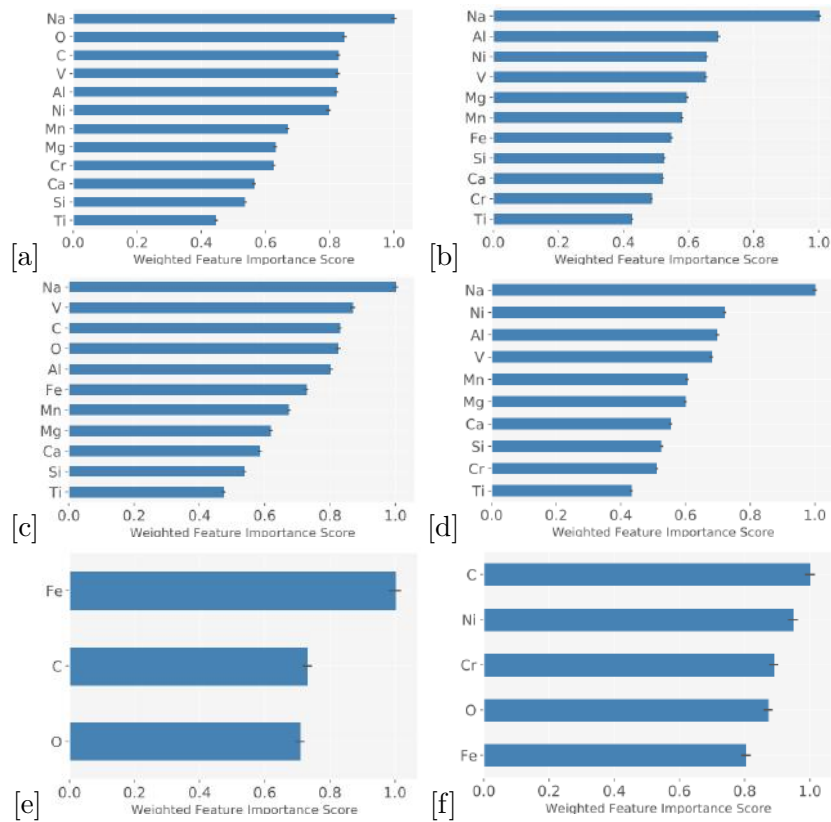 Na
O
C
V
Al
Ni
Mn
Mg
Cr
Ca
Si
Ti
0.0 0.2 0.4 0.6 0.8 1.0
Weighted Feature Importance Score
[a]
Na
Al
Ni
V
Mg
Mn
Fe
Si
Ca
Cr
Ti
0.0 0.2 0.4 0.6 0.8 1.0
Weighted Feature Importance Score
[b]
Na
V
C
O
Al
Fe
Mn
Mg
Ca
Si
Ti
0.0 0.2 0.4 0.6 0.8 1.0
Weighted Feature Importance Score
[c]
Na
Ni
Al
V
Mn
Mg
Ca
Si
Cr
Ti
0.0 0.2 0.4 0.6 0.8 1.0
Weighted Feature Importance Score
[d]
Fe
C
O
0.0 0.2 0.4 0.6 0.8 1.0
Weighted Feature Importance Score
[e]
C
Ni
Cr
O
Fe
0.0 0.2 0.4 0.6 0.8 1.0
Weighted Feature Importance Score
[f]